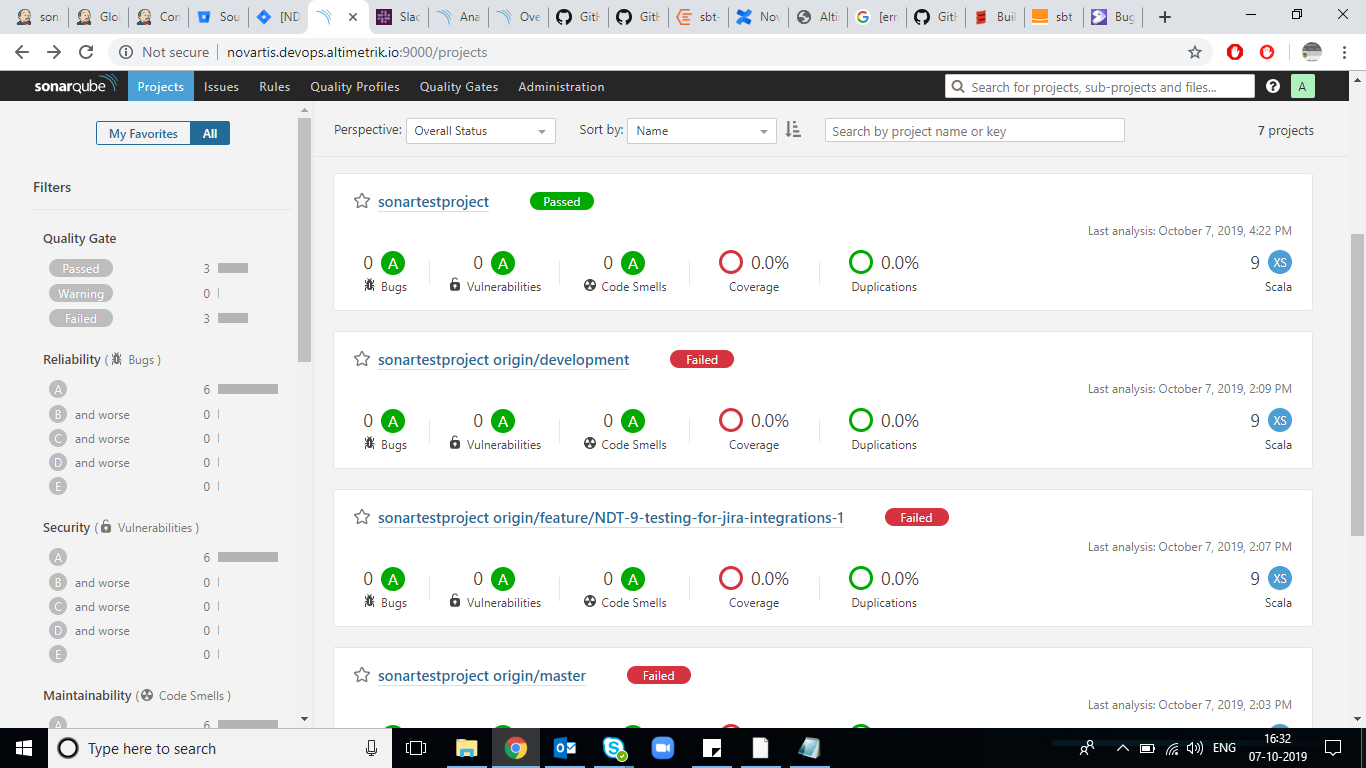 son
Glo
Con
Sou
[ND
Slac
Ana
Ove
GitH
GitH
sbt-
Nov
Alti
[err
GitH
Buil
sbt
Bug
Not secure | novartis.devops.altimetrik.io:9000/projects
sonarqube Projects Issues Rules Quality Profiles Quality Gates Administration Search for projects, sub-projects and files... ? A
My Favorites All
Perspective: Overall Status Sort by: Name Search by project name or key 7 projects
Filters
Quality Gate
Passed 3
Warning 0
Failed 3
Reliability ( Bugs )
A 6
B and worse 0
C and worse 0
D and worse 0
E 0
Security ( Vulnerabilities )
A 6
B and worse 0
C and worse 0
D and worse 0
E 0
Maintainability ( Code Smells )
A 6
sonartestproject Passed
Last analysis: October 7, 2019, 4:22 PM
0 A 0 A 0 A 0.0% 0.0% 9 XS
Bugs Vulnerabilities Code Smells Coverage Duplications Scala
sonartestproject origin/development Failed
Last analysis: October 7, 2019, 2:09 PM
0 A 0 A 0 A 0.0% 0.0% 9 XS
Bugs Vulnerabilities Code Smells Coverage Duplications Scala
sonartestproject origin/feature/NDT-9-testing-for-jira-integrations-1 Failed
Last analysis: October 7, 2019, 2:07 PM
0 A 0 A 0 A 0.0% 0.0% 9 XS
Bugs Vulnerabilities Code Smells Coverage Duplications Scala
sonartestproject origin/master Failed
Last analysis: October 7, 2019, 2:03 PM
Type here to search
ENG
16:32
07-10-2019